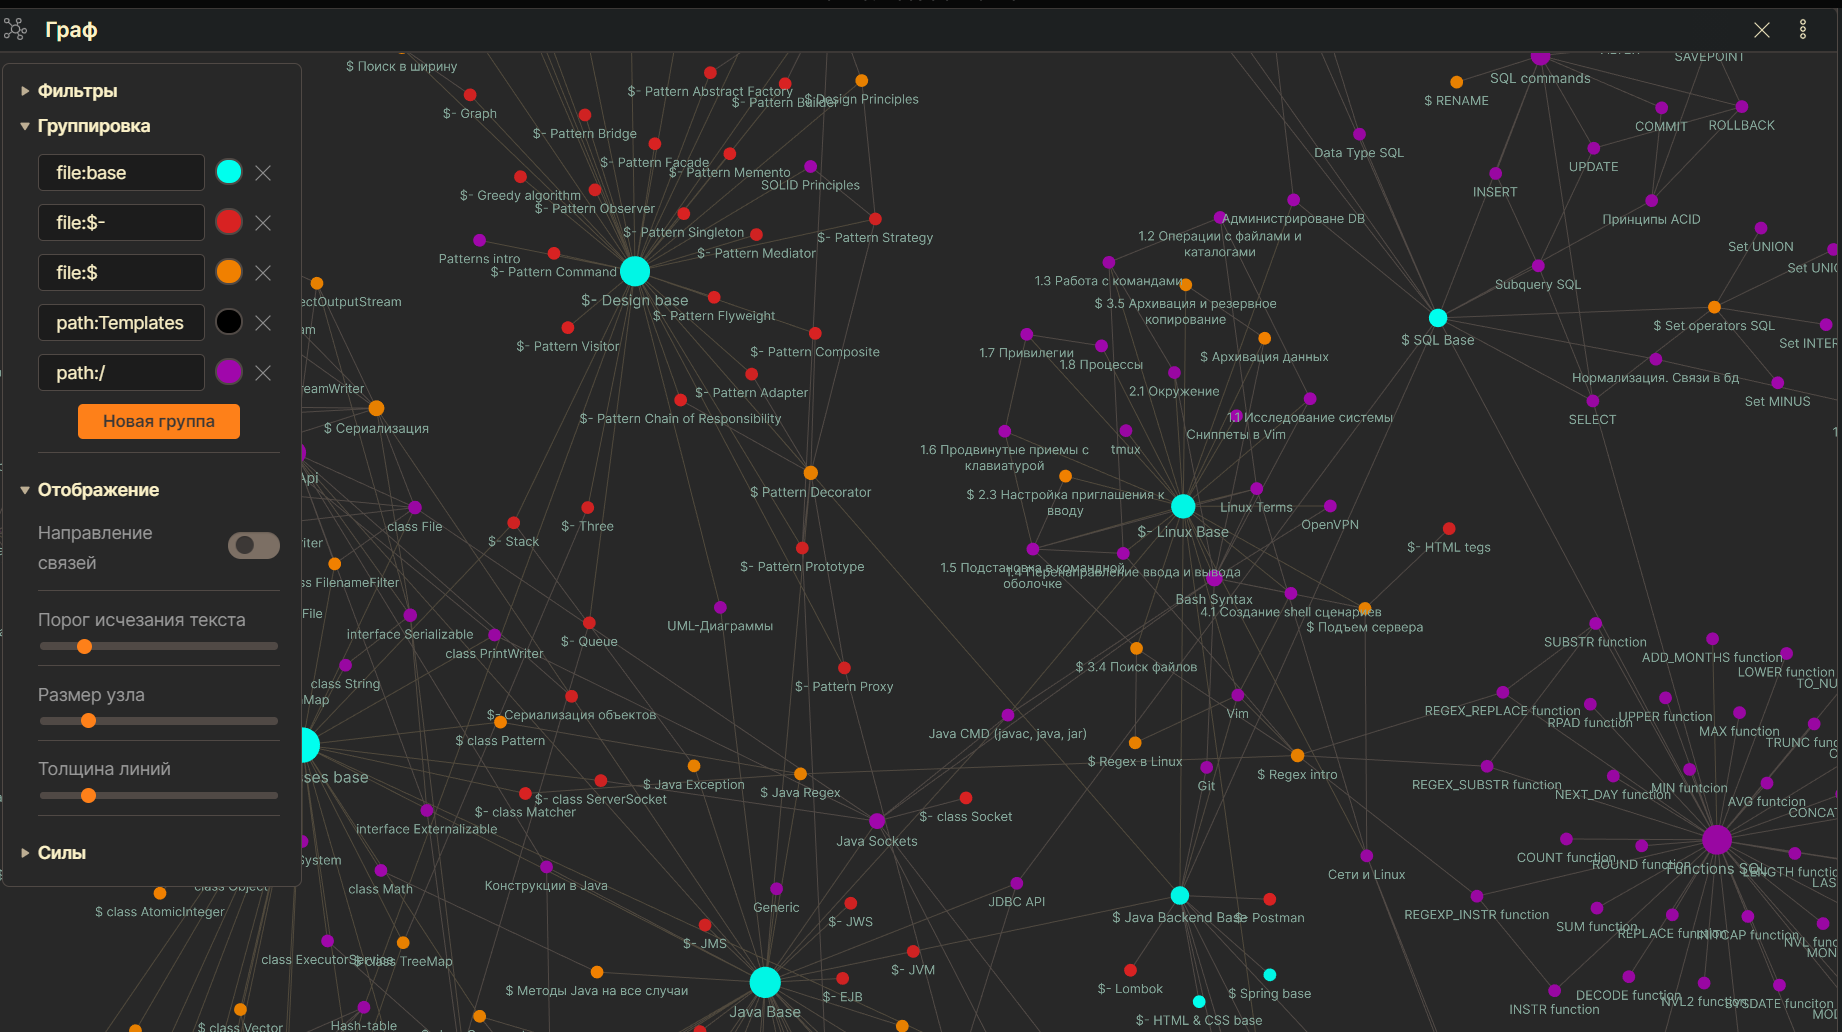 Граф
Фильтры
Группировка
file:base
file:$-
file:$
path:Templates
path:/
Новая группа
Отображение
Направление
связей
Порог исчезания текста
Размер узла
Толщина линий
Силы
$ Поиск в ширину
$- Graph
$- Pattern Abstract Factory
$- Pattern Builder
$ Design Principles
$- Pattern Bridge
$- Pattern Facade
$- Pattern Memento
SOLID Principles
$- Greedy algorithm
$- Pattern Observer
$- Pattern Singleton
$- Pattern Strategy
$- Pattern Mediator
Patterns intro
$- Pattern Command
$- Design base
$- Pattern Flyweight
$- Pattern Visitor
$- Pattern Composite
$- Pattern Adapter
$- Pattern Chain of Responsibility
$ Pattern Decorator
ectOutputStream
am
eamWriter
$ Сериализация
Api
class File
$- Stack
$- Three
$- Pattern Prototype
riter
ss FilenameFilter
File
interface Serializable
class PrintWriter
$- Queue
UML-Диаграммы
class String
Map
$- Сериализация объектов
$ class Pattern
$- Pattern Proxy
ses base
$ Java Exception
$ Java Regex
$- class ServerSocket
$- class Matcher
interface Externalizable
Java Sockets
$- class Socket
System
class Object
class Math
Конструкции в Java
Generic
$- JWS
JDBC API
$ class AtomicInteger
$- JMS
$- JVM
class ExecutorService
$ class TreeMap
$ Методы Java на все случаи
$- EJB
Java Base
$ class Vector
Hash-table
SQL commands
SAVEPOINT
$ RENAME
COMMIT
ROLLBACK
Data Type SQL
UPDATE
INSERT
Принципы ACID
Администрироване DB
1.2 Операции с файлами и
каталогами
1.3 Работа с командами
$ 3.5 Архивация и резервное
копирование
Set UNION
Set UNIO
Subquery SQL
$ Set operators SQL
$ SQL Base
Set INTER
1.7 Привилегии
1.8 Процессы
$ Архивация данных
2.1 Окружение
Нормализация. Связи в бд
Set MINUS
SELECT
1.1 Исследование системы
Сниппеты в Vim
1.6 Продвинутые приемы с
клавиатурой
tmux
$ 2.3 Настройка приглашения к
вводу
Linux Terms
OpenVPN
$- Linux Base
$- HTML tegs
1.5 Подстановка в командной
оболочке
1.4 Перенаправление ввода и вывода
Bash Syntax
4.1 Создание shell сценариев
$ Подъем сервера
$ 3.4 Поиск файлов
Vim
Java CMD (javac, java, jar)
$ Regex в Linux
$ Regex intro
Git
Сети и Linux
$ Java Backend Base
$- Postman
$- Lombok
$ Spring base
$- HTML & CSS base
SUBSTR function
ADD_MONTHS function
LOWER function
TO_NU
REGEX_REPLACE function
RPAD function
UPPER function
MAX function
TRUNC func
REGEX_SUBSTR function
NEXT_DAY function
MIN funtcion
AVG funtcion
CONCA
COUNT function
ROUND function
Functions SQL
LENGTH functio
LAS
REGEXP_INSTR function
SUM function
REPLACE function
INITCAP function
NVL func
MON
INSTR function
DECODE function
NVL2 function
SYSDATE funciton
MO